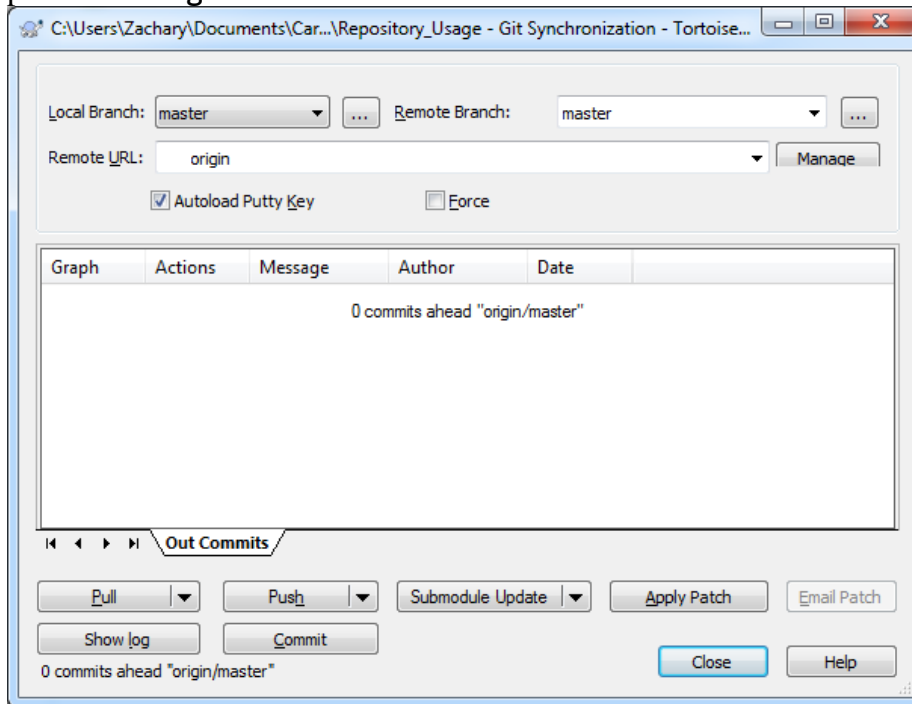 C:\Users\Zachary\Documents\Car...\Repository_Usage - Git Synchronization - Tortoise...
Local Branch: master ... Remote Branch: master ...
Remote URL: origin Manage
Autoload Putty Key Force
Graph Actions Message Author Date
0 commits ahead "origin/master"
Out Commits
Pull Push Submodule Update Apply Patch Email Patch
Show log Commit
0 commits ahead "origin/master"
Close Help